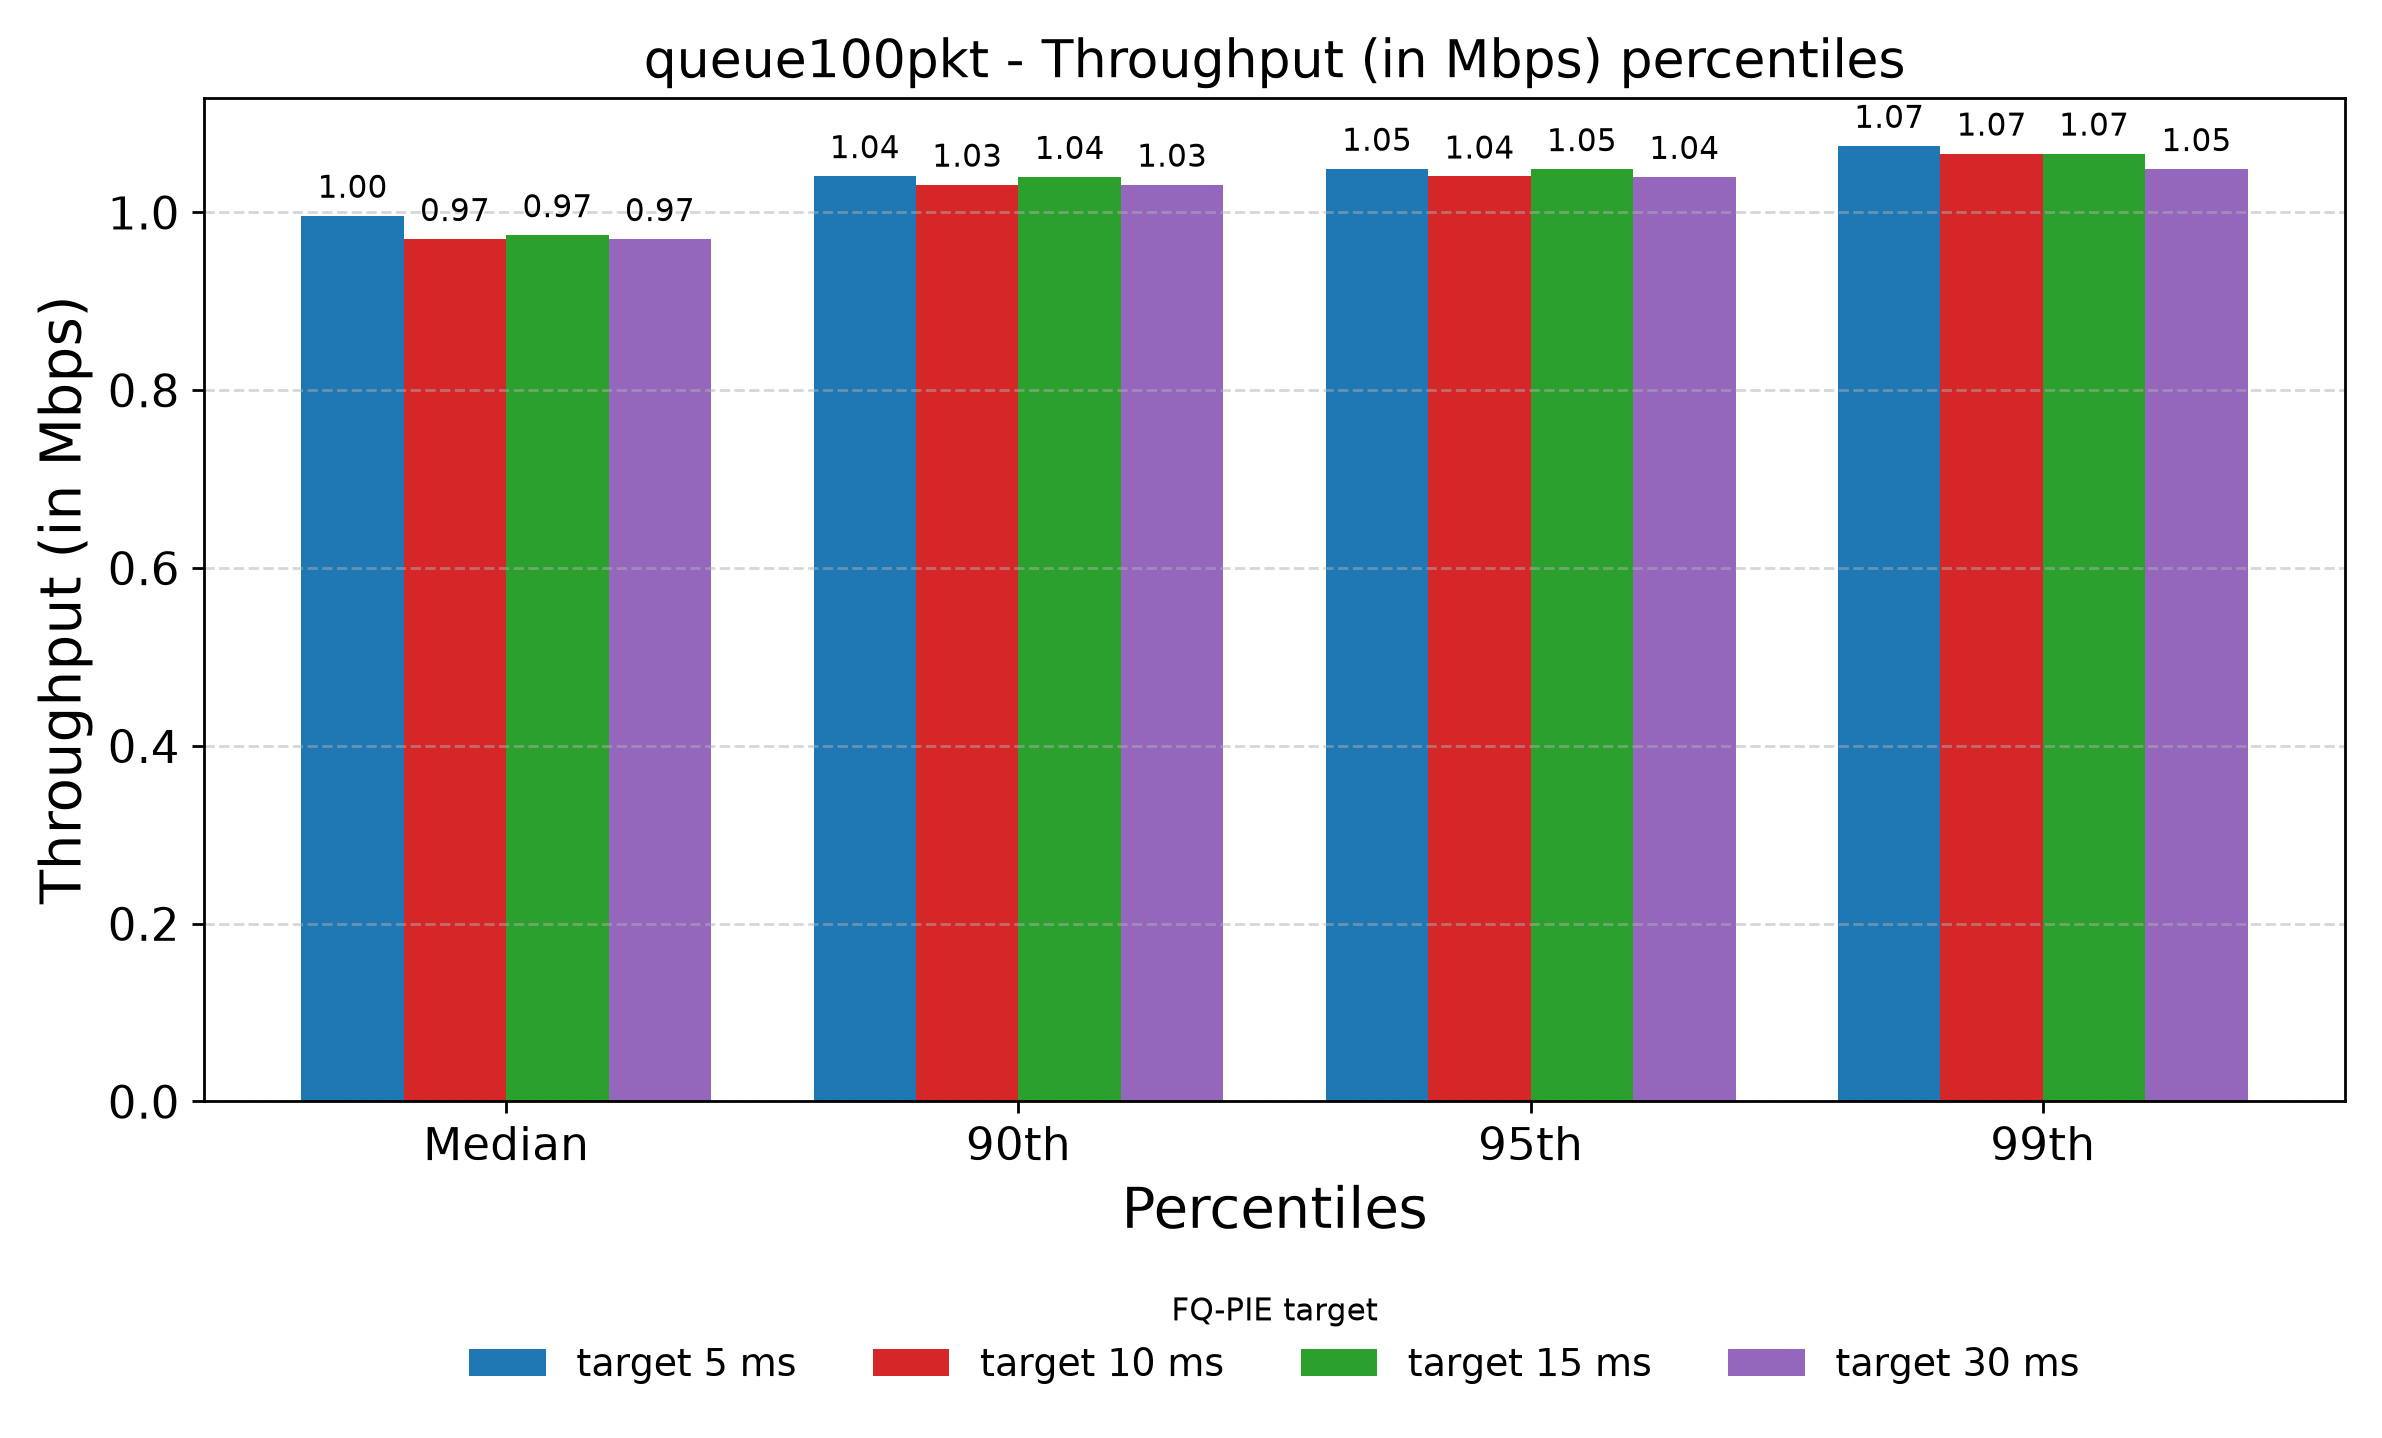 queue100pkt - Throughput (in Mbps) percentiles
Throughput (in Mbps)
1.0
0.8
0.6
0.4
0.2
0.0
1.00 0.97 0.97 0.97
1.04 1.03 1.04 1.03
1.05 1.04 1.05 1.04
1.07 1.07 1.07 1.05
Median 90th 95th 99th
Percentiles
FQ-PIE target
target 5 ms target 10 ms target 15 ms target 30 ms